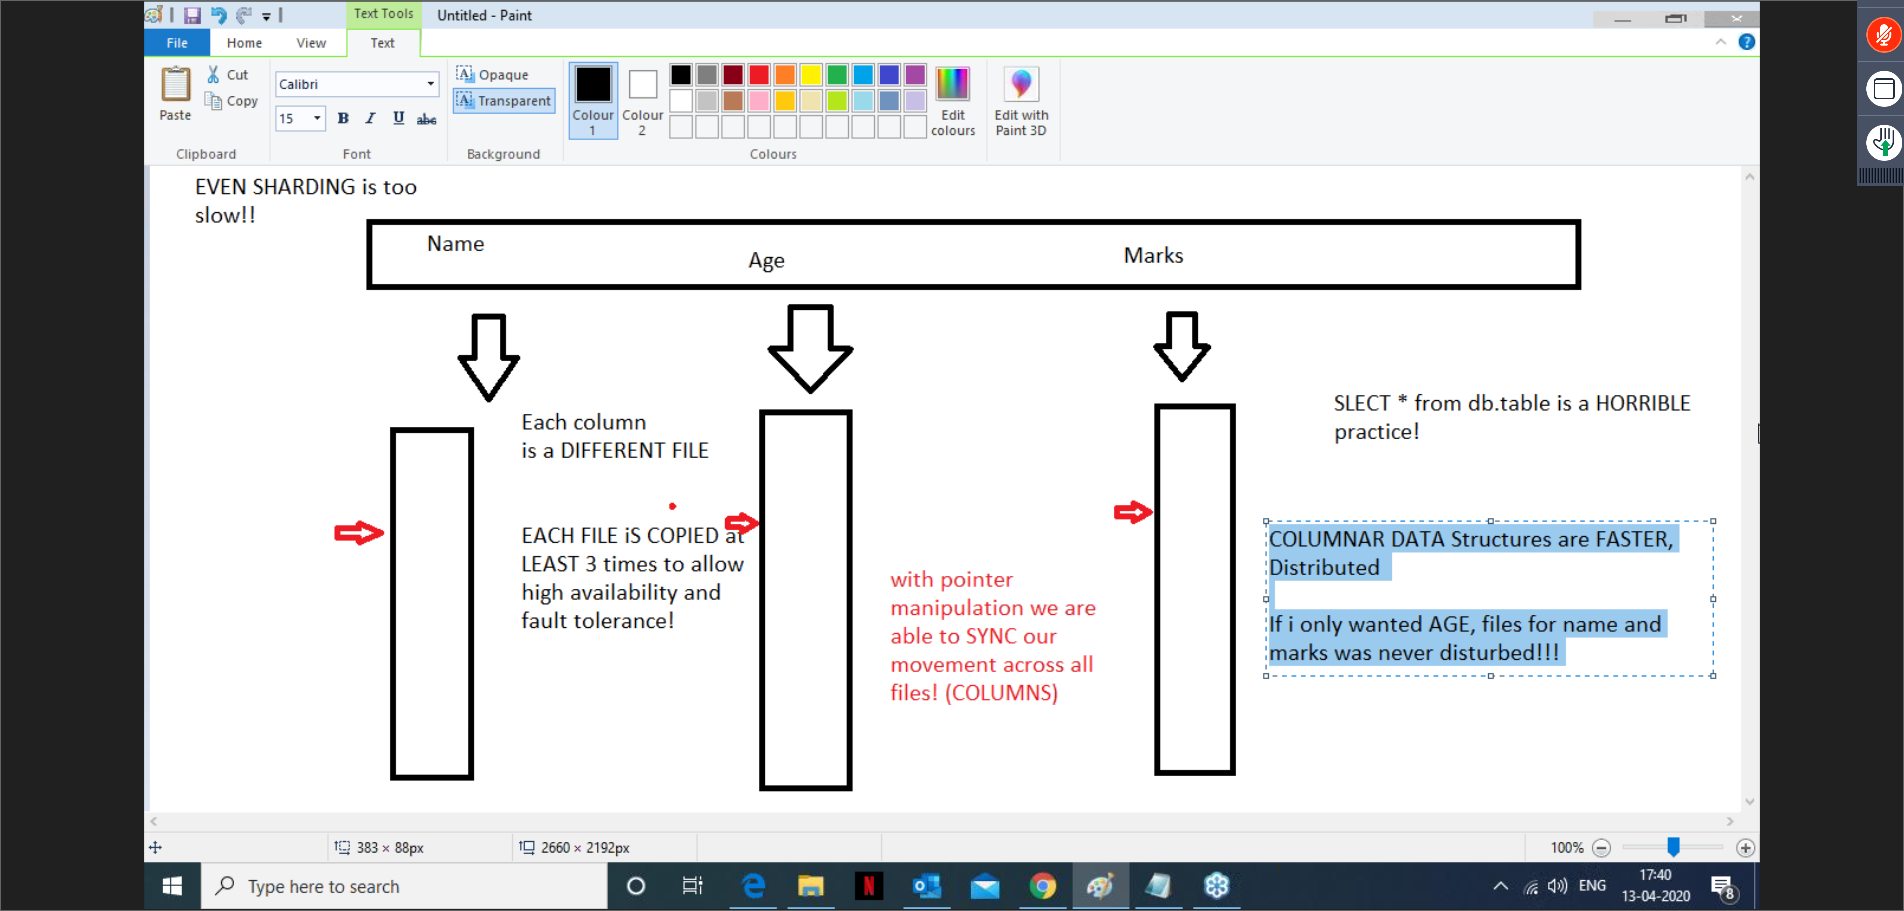 Text Tools
Untitled - Paint
File
Home
View
Text
Paste
Cut
Copy
Clipboard
Calibri
15
B I U abc
Font
Opaque
Transparent
Background
Colour
1
Colour
2
Edit
colours
Colours
Edit with
Paint 3D
EVEN SHARDING is too
slow!!
Name
Age
Marks
Each column
is a DIFFERENT FILE
EACH FILE iS COPIED at
LEAST 3 times to allow
high availability and
fault tolerance!
with pointer
manipulation we are
able to SYNC our
movement across all
files! (COLUMNS)
SLECT * from db.table is a HORRIBLE
practice!
COLUMNAR DATA Structures are FASTER,
Distributed
If i only wanted AGE, files for name and
marks was never disturbed!!!
383 × 88px
2660 × 2192px
100%
Type here to search
ENG
17:40
13-04-2020
8